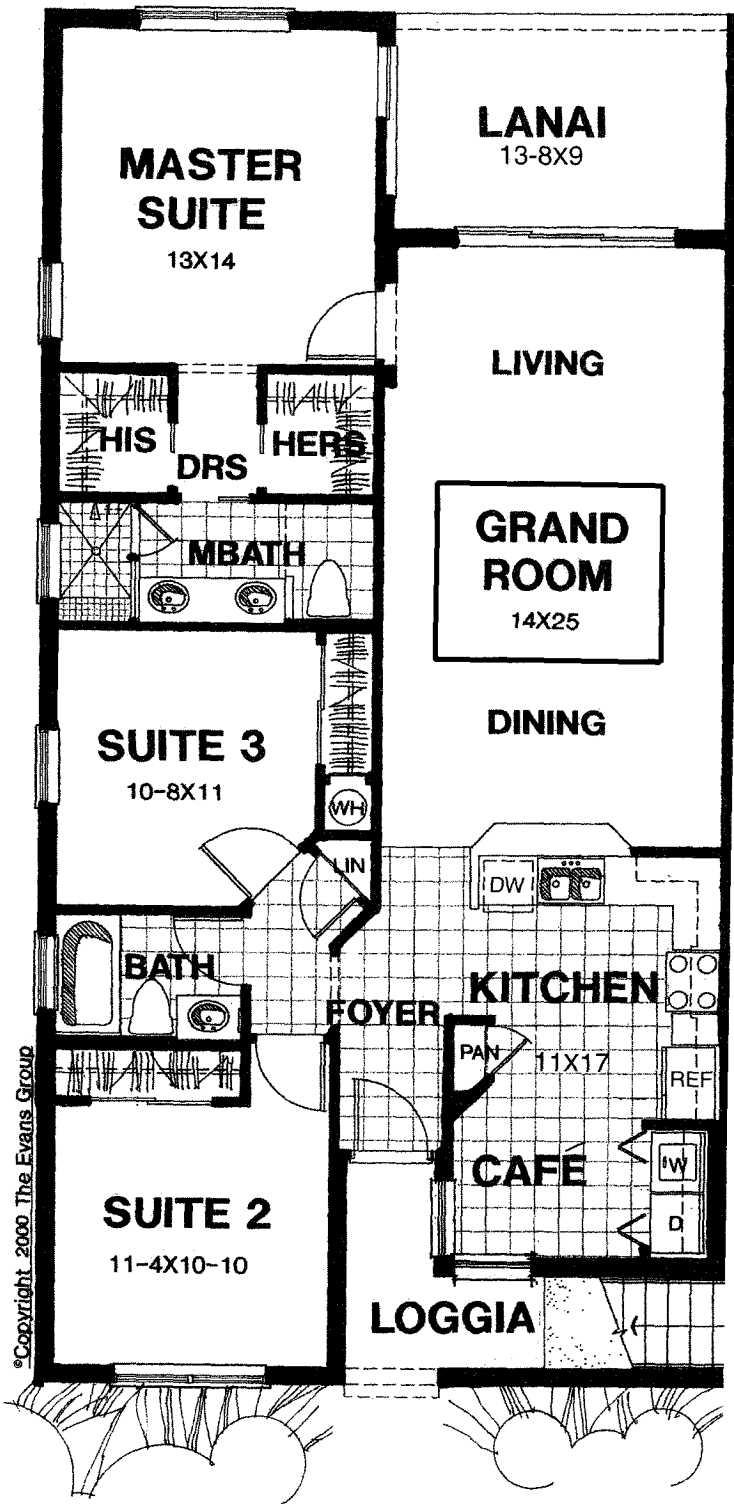 LANAI
13-8X9
MASTER
SUITE
13X14
LIVING
HIS
DRS
HERS
GRAND
ROOM
14X25
MBATH
SUITE 3
10-8X11
DINING
WH
LIN
DW
BATH
KITCHEN
FOYER
PAN
11X17
REF
CAFÉ
W
D
SUITE 2
11-4X10-10
LOGGIA
©Copyright 2000 The Evans Group